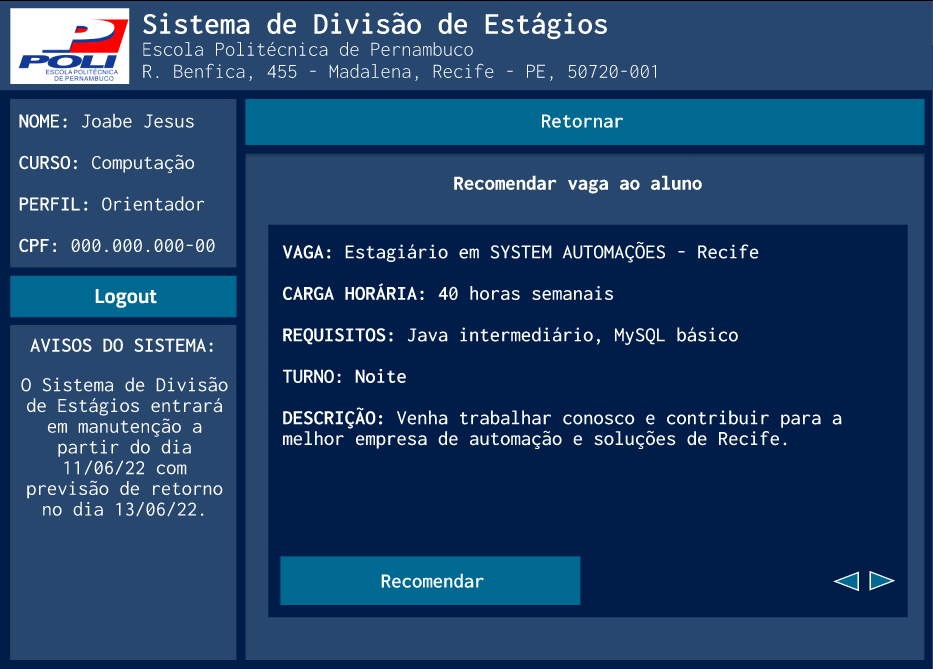 POLI
ESCOLA POLITÉCNICA
DE PERNAMBUCO
Sistema de Divisão de Estágios
Escola Politécnica de Pernambuco
R. Benfica, 455 - Madalena, Recife - PE, 50720-001
NOME: Joabe Jesus
CURSO: Computação
PERFIL: Orientador
CPF: 000.000.000-00
Logout
AVISOS DO SISTEMA:
O Sistema de Divisão
de Estágios entrará
em manutenção a
partir do dia
11/06/22 com
previsão de retorno
no dia 13/06/22.
Retornar
Recomendar vaga ao aluno
VAGA: Estagiário em SYSTEM AUTOMAÇÕES - Recife
CARGA HORÁRIA: 40 horas semanais
REQUISITOS: Java intermediário, MySQL básico
TURNO: Noite
DESCRIÇÃO: Venha trabalhar conosco e contribuir para a
melhor empresa de automação e soluções de Recife.
Recomendar